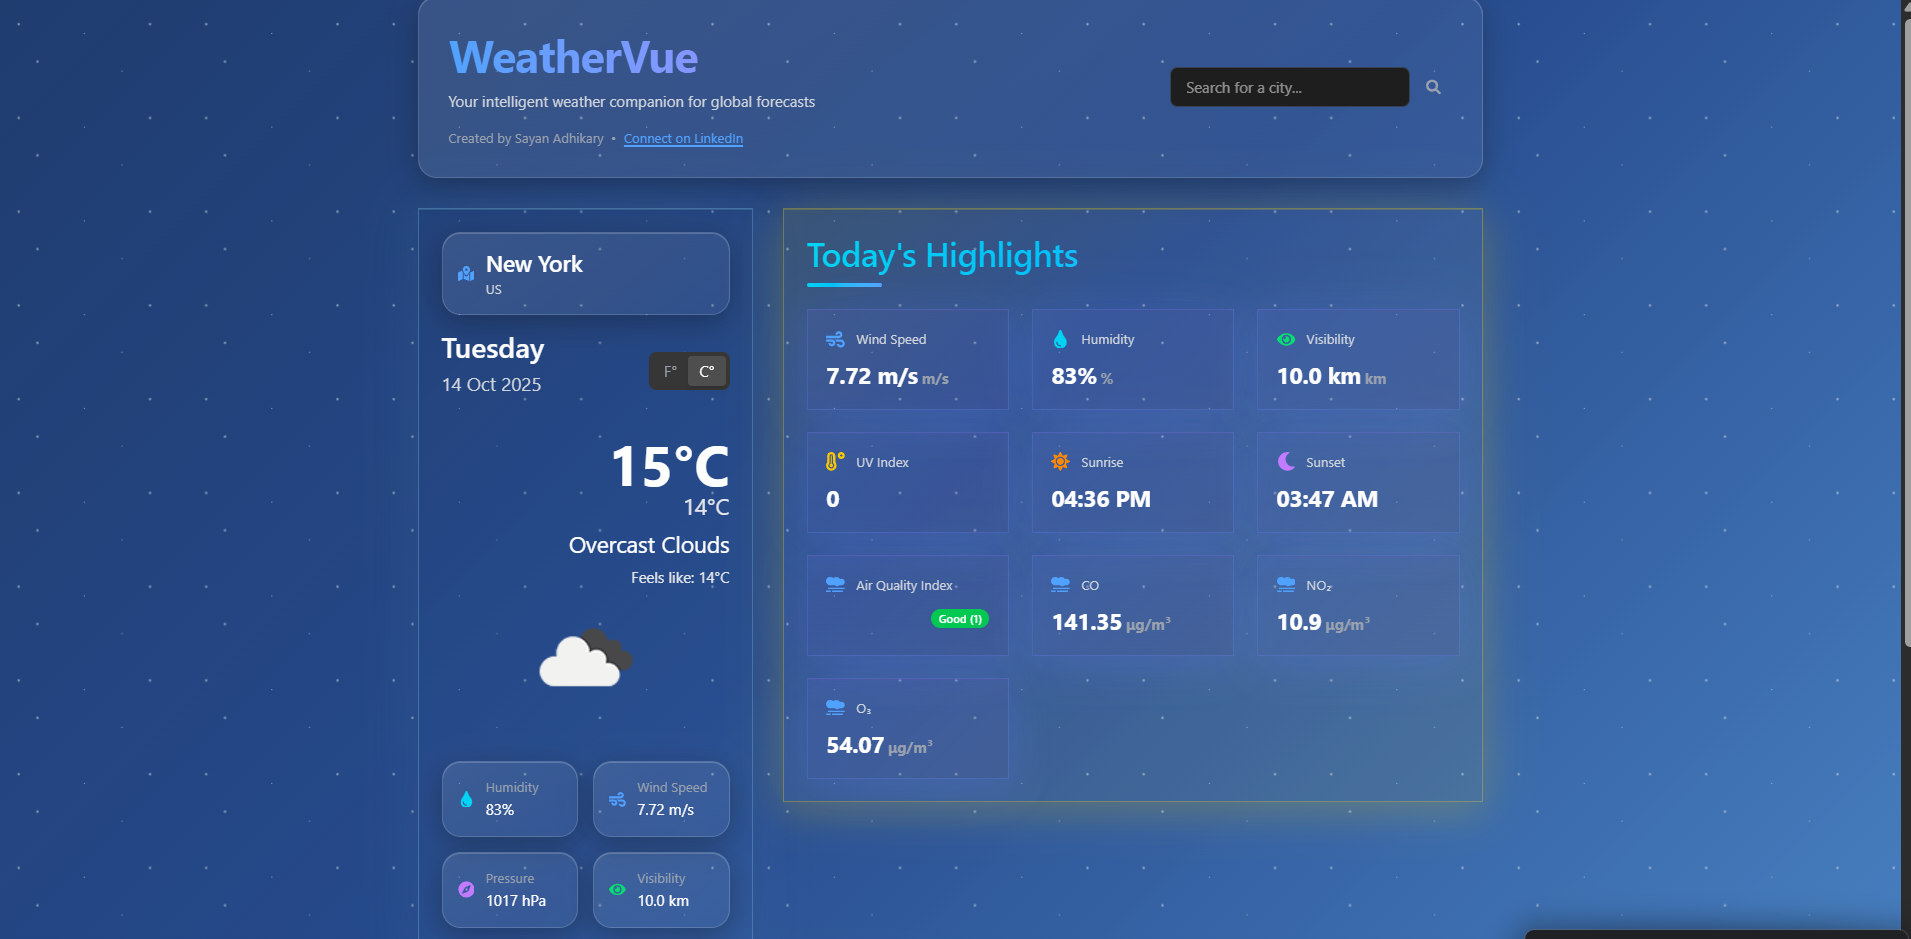 WeatherVue
Your intelligent weather companion for global forecasts
Created by Sayan Adhikary • Connect on LinkedIn
Search for a city...
New York
US
Tuesday
14 Oct 2025
F° C°
15°C
14°C
Overcast Clouds
Feels like: 14°C
Humidity
83%
Wind Speed
7.72 m/s
Pressure
1017 hPa
Visibility
10.0 km
Today's Highlights
Wind Speed
7.72 m/s m/s
Humidity
83% %
Visibility
10.0 km km
UV Index
0
Sunrise
04:36 PM
Sunset
03:47 AM
Air Quality Index
Good (1)
CO
141.35 µg/m³
NO₂
10.9 µg/m³
O₃
54.07 µg/m³